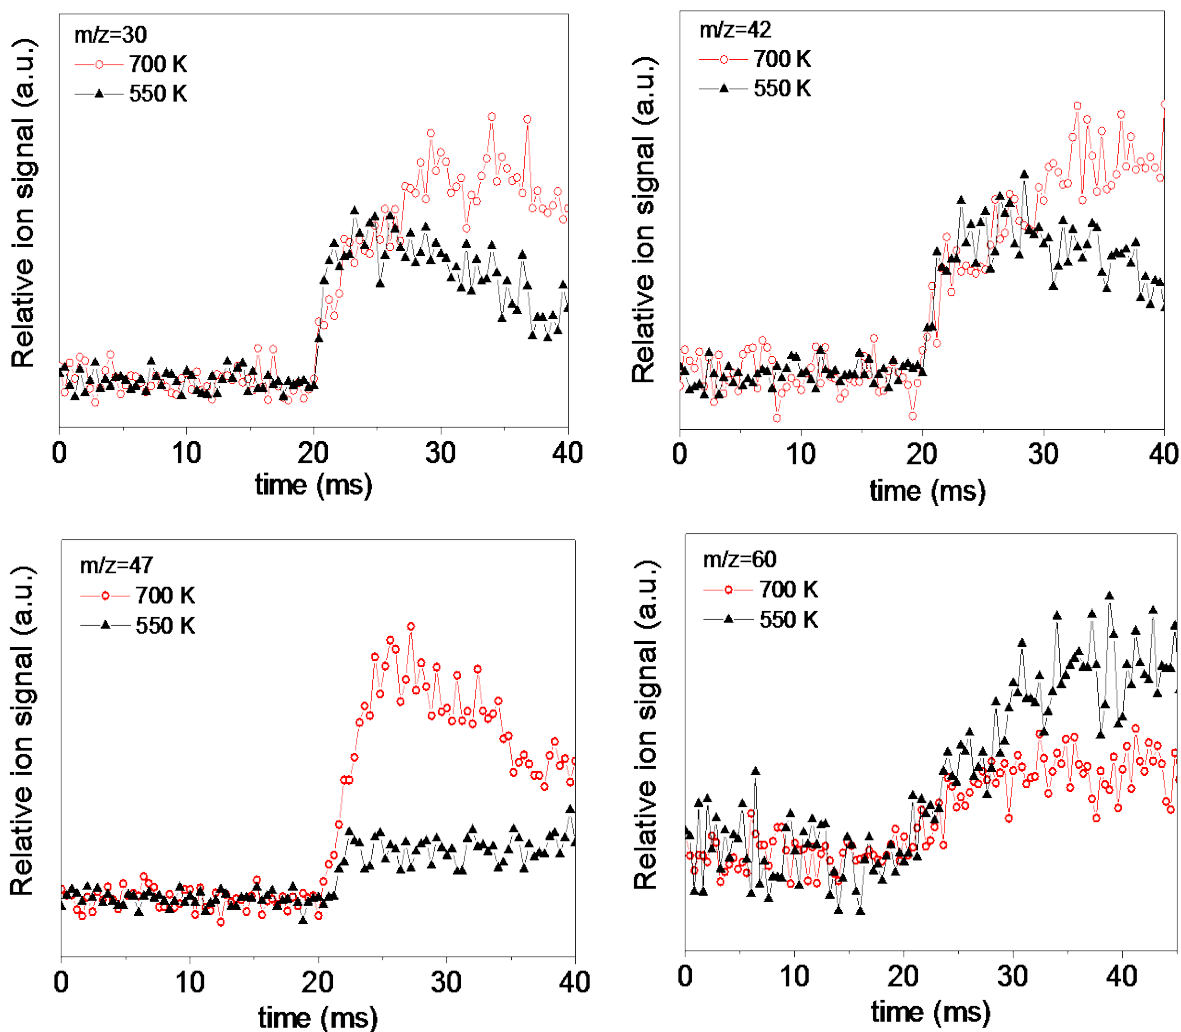 m/z=30
700 K
550 K
Relative ion signal (a.u.)
0 10 20 30 40
time (ms)
m/z=42
700 K
550 K
Relative ion signal (a.u.)
0 10 20 30 40
time (ms)
m/z=47
700 K
550 K
Relative ion signal (a.u.)
0 10 20 30 40
time (ms)
m/z=60
700 K
550 K
Relative ion signal (a.u.)
0 10 20 30 40
time (ms)